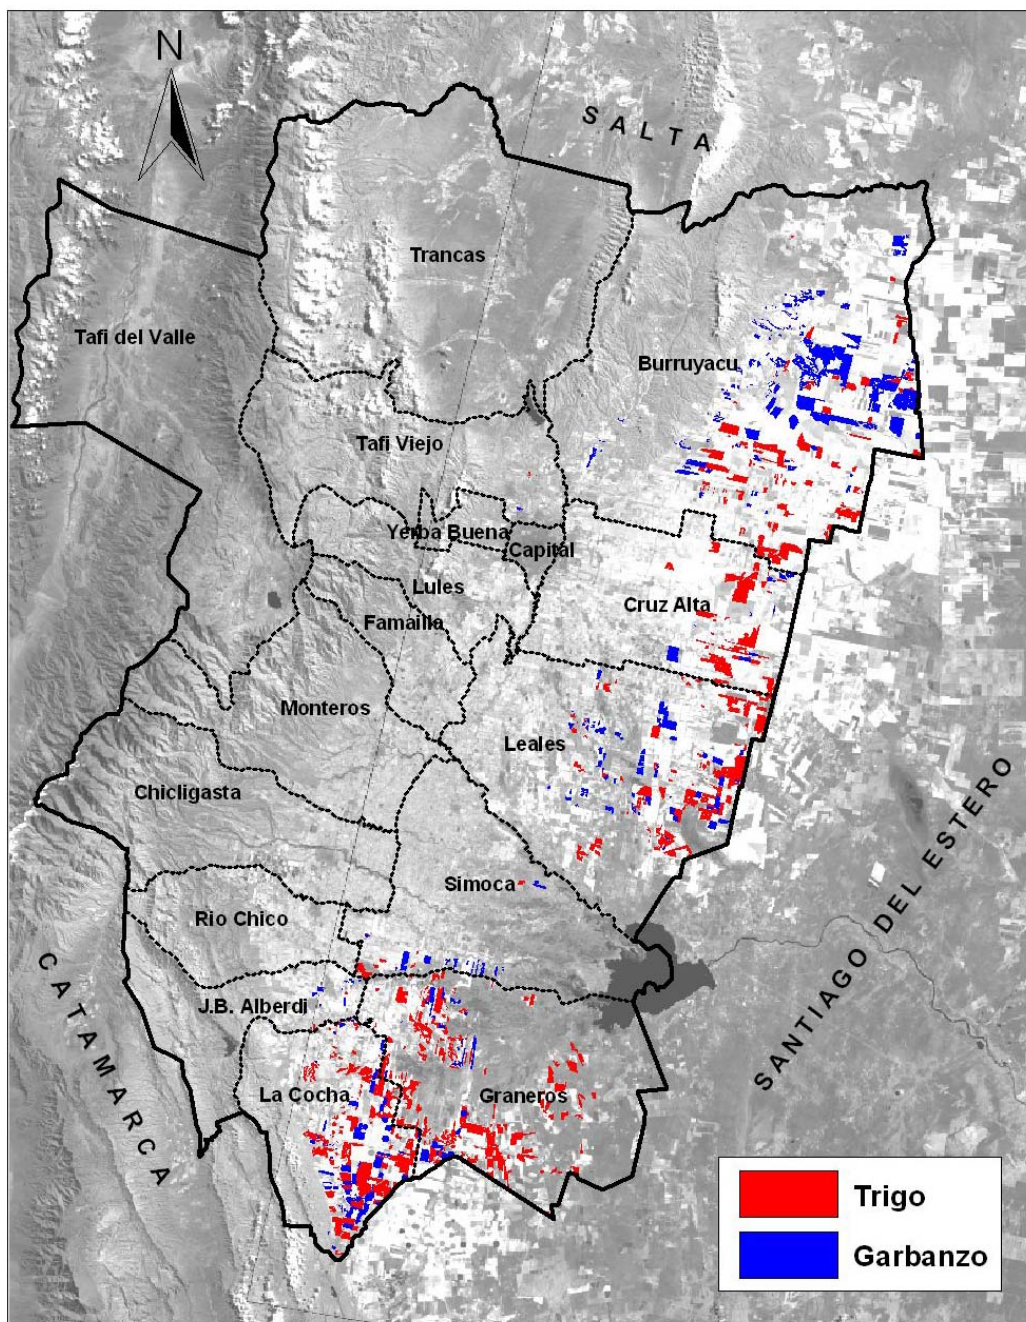 N
SALTA
Trancas
Tafi del Valle
Burruyacu
Tafi Viejo
Yerba Buena
Capital
Lules
Cruz Alta
Famailla
Monteros
Leales
Chicligasta
Simoca
Rio Chico
SANTIAGO DEL ESTERO
CATAMARCA
J.B. Alberdi
La Cocha
Graneros
Trigo
Garbanzo